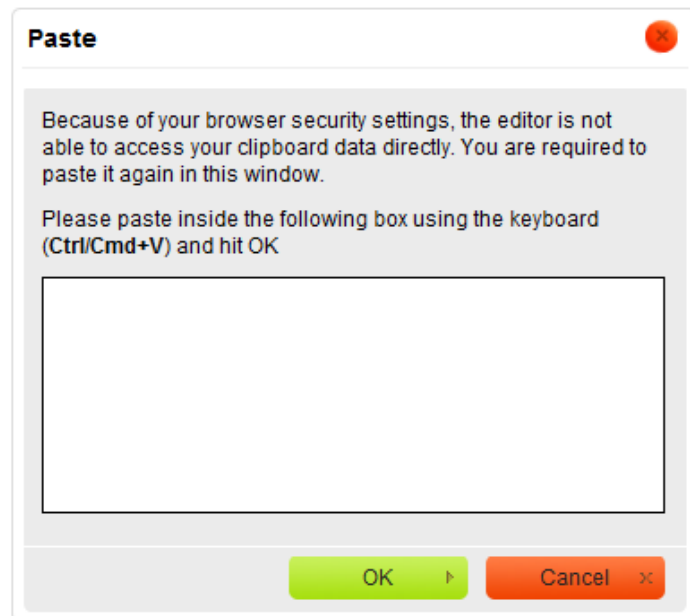 Paste
Because of your browser security settings, the editor is not
able to access your clipboard data directly. You are required to
paste it again in this window.
Please paste inside the following box using the keyboard
(Ctrl/Cmd+V) and hit OK
OK
Cancel